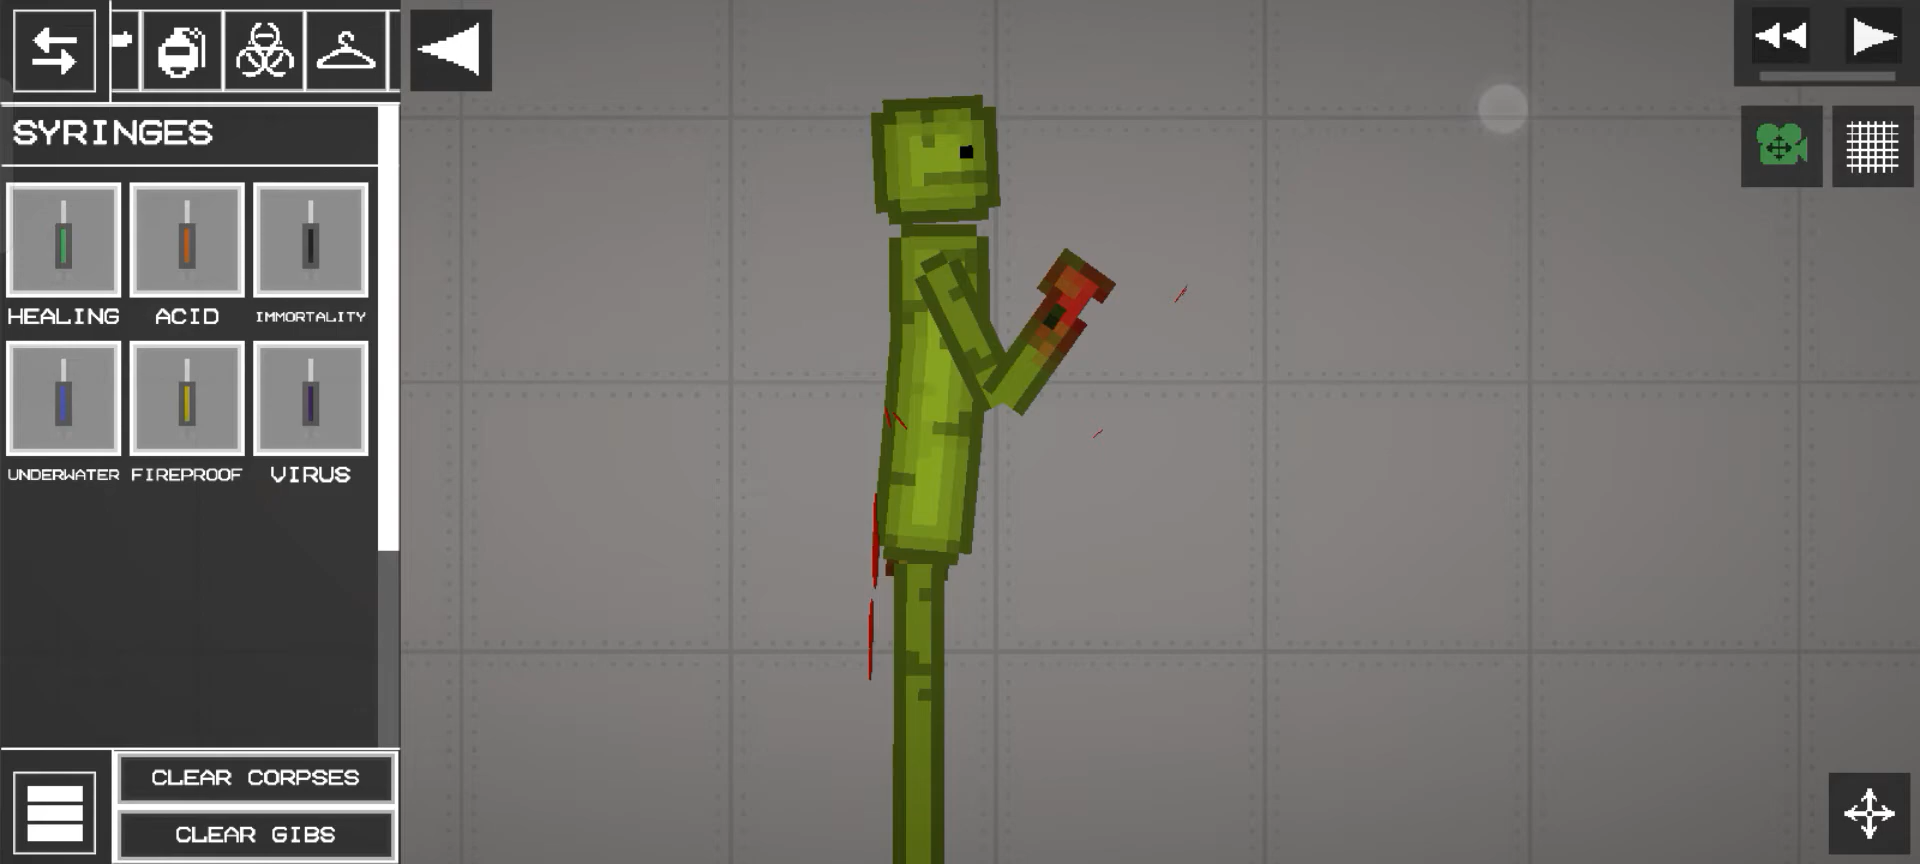 SYRINGES
HEALING
ACID
IMMORTALITY
UNDERWATER
FIREPROOF
VIRUS
CLEAR CORPSES
CLEAR GIBS